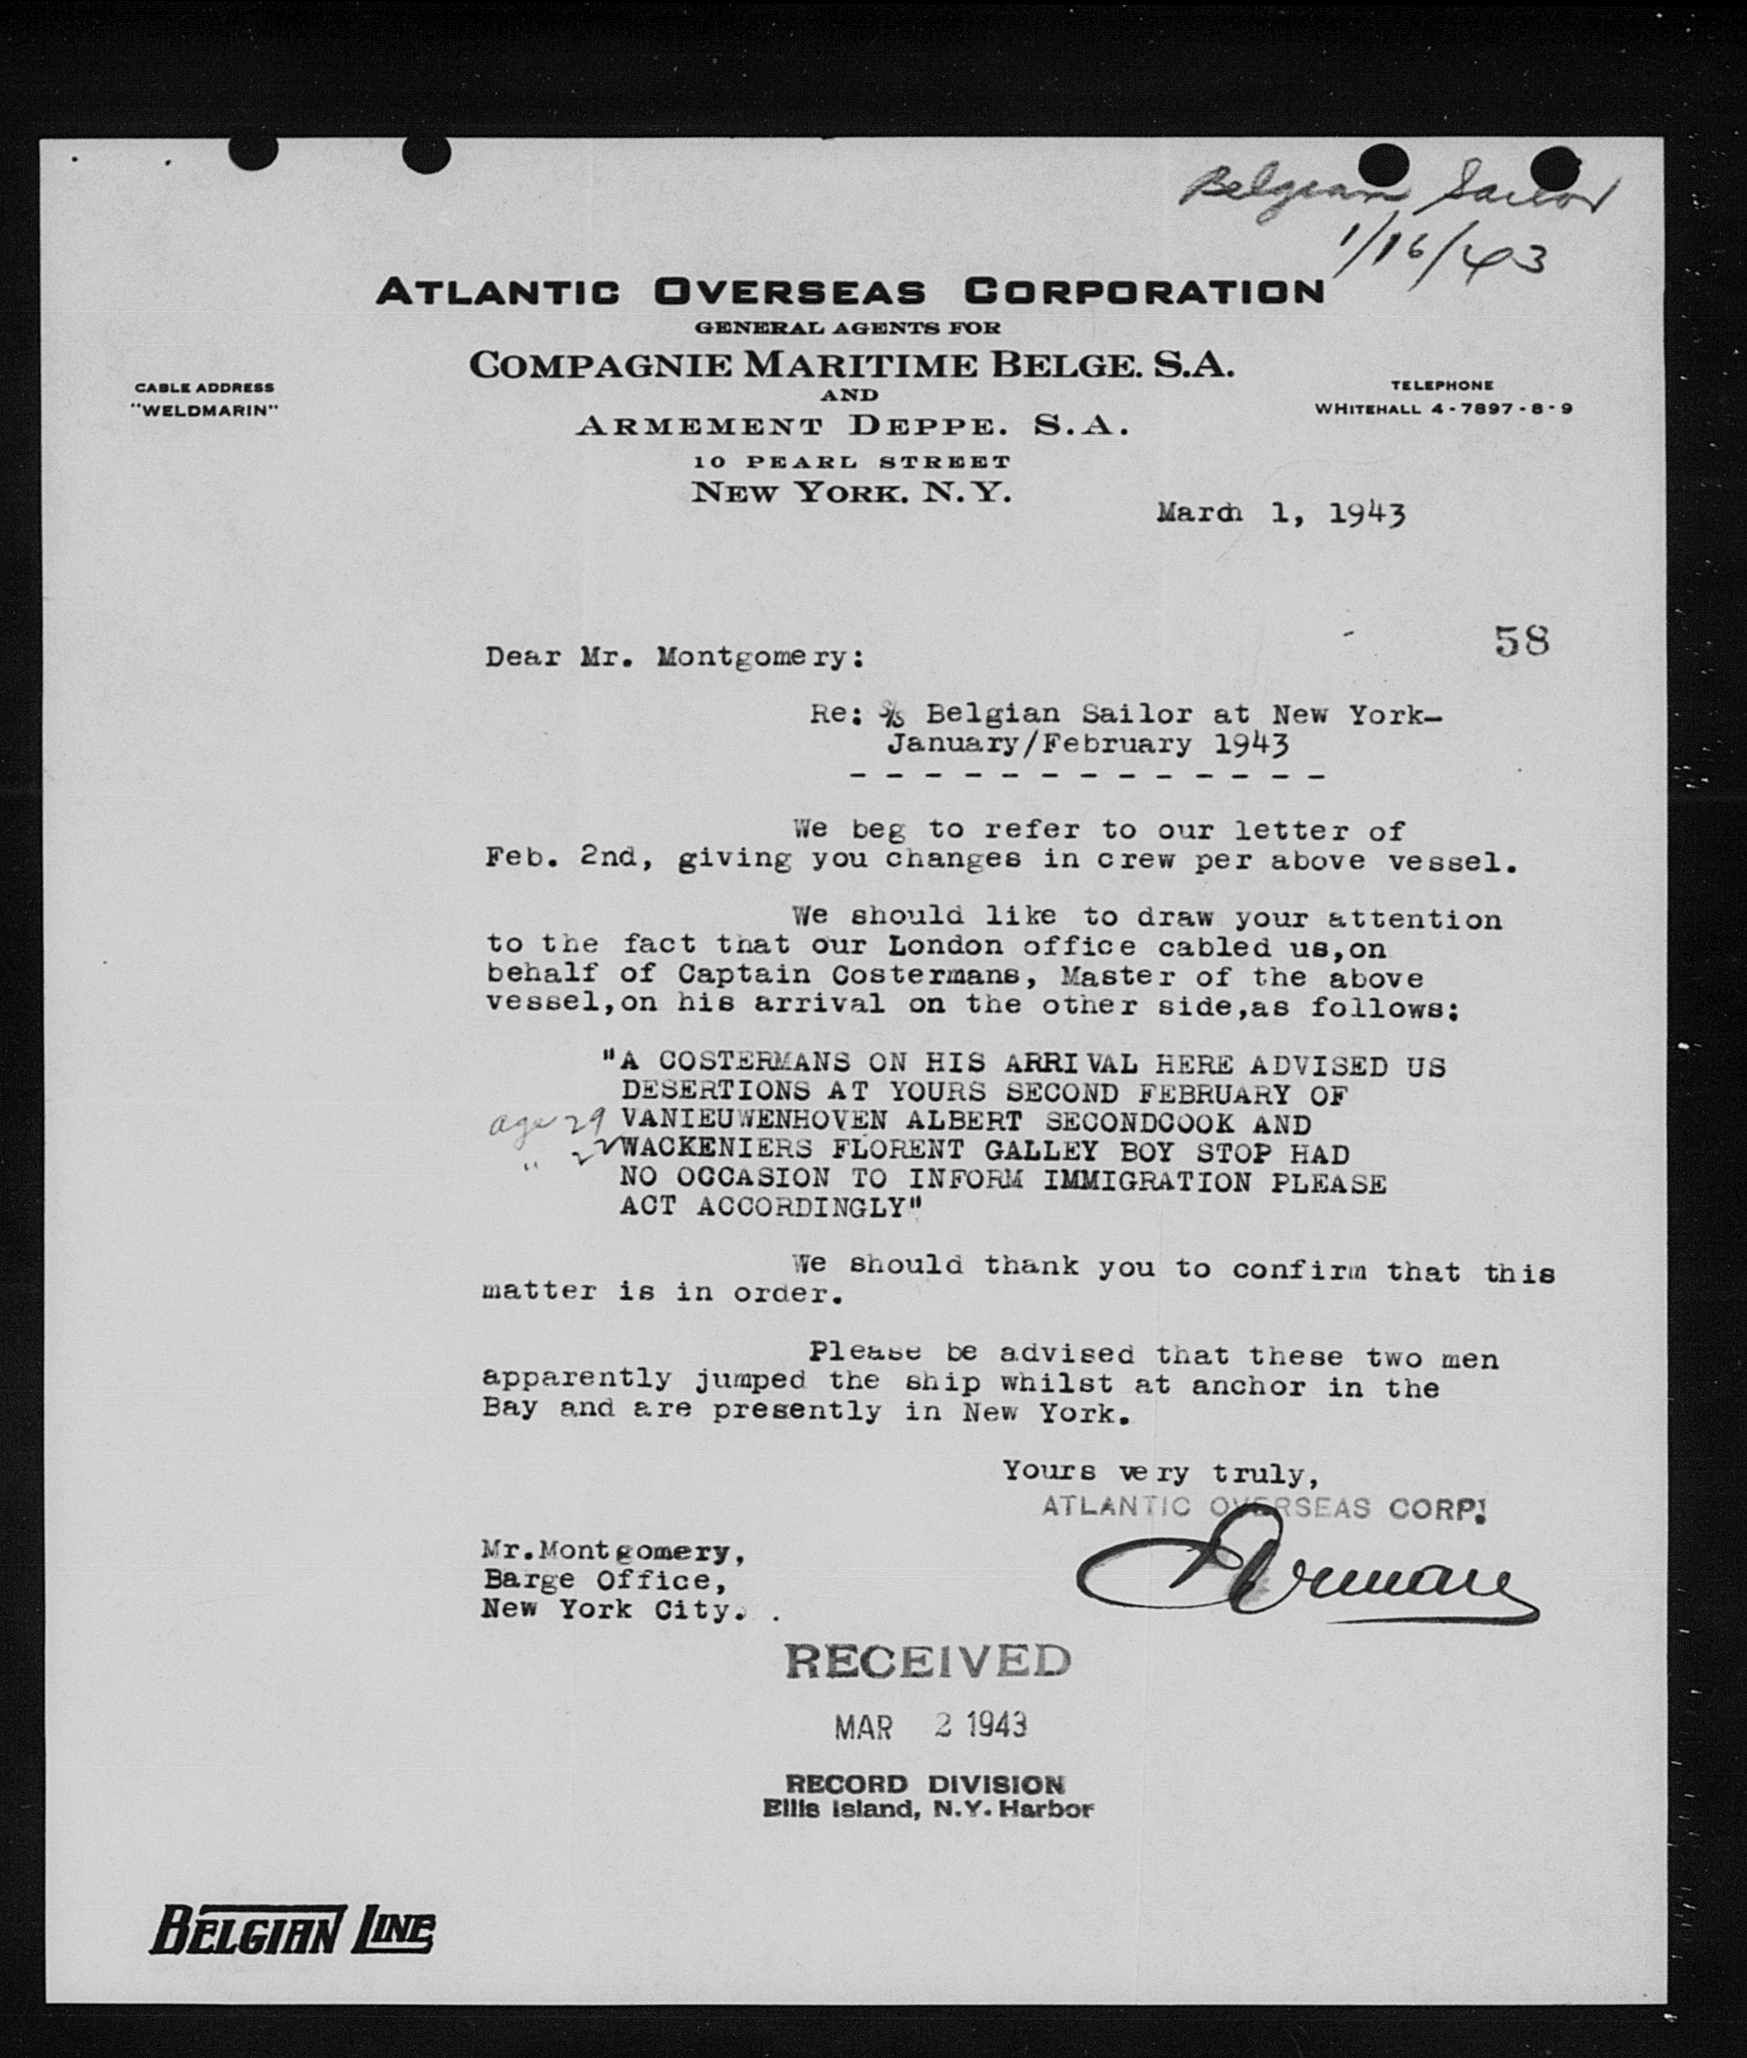 Belgian Sailor
1/16/43
ATLANTIC OVERSEAS CORPORATION
GENERAL AGENTS FOR
COMPAGNIE MARITIME BELGE. S.A.
AND
ARMEMENT DEPPE. S.A.
10 PEARL STREET
NEW YORK. N.Y.
CABLE ADDRESS
"WELDMARIN"
TELEPHONE
WHITEHALL 4-7897-8-9
March 1, 1943
58
Dear Mr. Montgomery:
Re: S/S Belgian Sailor at New York-
January/February 1943
- - - - - - - - - - - - -
We beg to refer to our letter of
Feb. 2nd, giving you changes in crew per above vessel.
We should like to draw your attention
to the fact that our London office cabled us,on
behalf of Captain Costermans, Master of the above
vessel,on his arrival on the other side,as follows:
"A COSTERMANS ON HIS ARRIVAL HERE ADVISED US
DESERTIONS AT YOURS SECOND FEBRUARY OF
age 29 VANIEUWENHOVEN ALBERT SECONDCOOK AND
" 22 WACKENIERS FLORENT GALLEY BOY STOP HAD
NO OCCASION TO INFORM IMMIGRATION PLEASE
ACT ACCORDINGLY"
We should thank you to confirm that this
matter is in order.
Please be advised that these two men
apparently jumped the ship whilst at anchor in the
Bay and are presently in New York.
Yours very truly,
ATLANTIC OVERSEAS CORP.
Mr.Montgomery,
Barge Office,
New York City.
RECEIVED
MAR 2 1943
RECORD DIVISION
Ellis Island, N.Y. Harbor
BELGIAN LINE